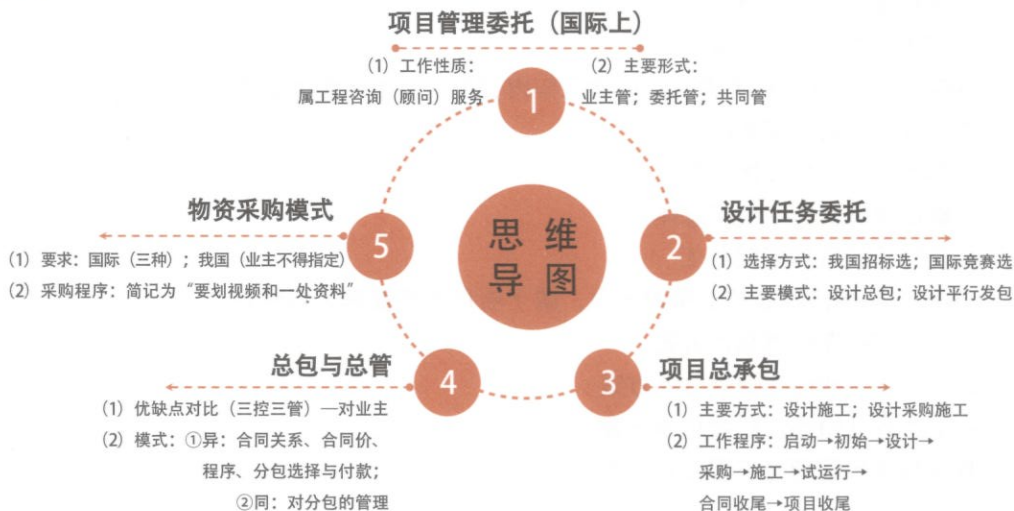 项目管理委托（国际上）
（1）工作性质：
属工程咨询（顾问）服务
（2）主要形式：
业主管；委托管；共同管
1
思维
导图
设计任务委托
2
（1）选择方式：我国招标选；国际竞赛选
（2）主要模式：设计总包；设计平行发包
项目总承包
3
（1）主要方式：设计施工；设计采购施工
（2）工作程序：启动→初始→设计→
采购→施工→试运行→
合同收尾→项目收尾
总包与总管
4
（1）优缺点对比（三控三管）—对业主
（2）模式：①异：合同关系、合同价、
程序、分包选择与付款；
②同：对分包的管理
物资采购模式
5
（1）要求：国际（三种）；我国（业主不得指定）
（2）采购程序：简记为“要划视频和一处资料”